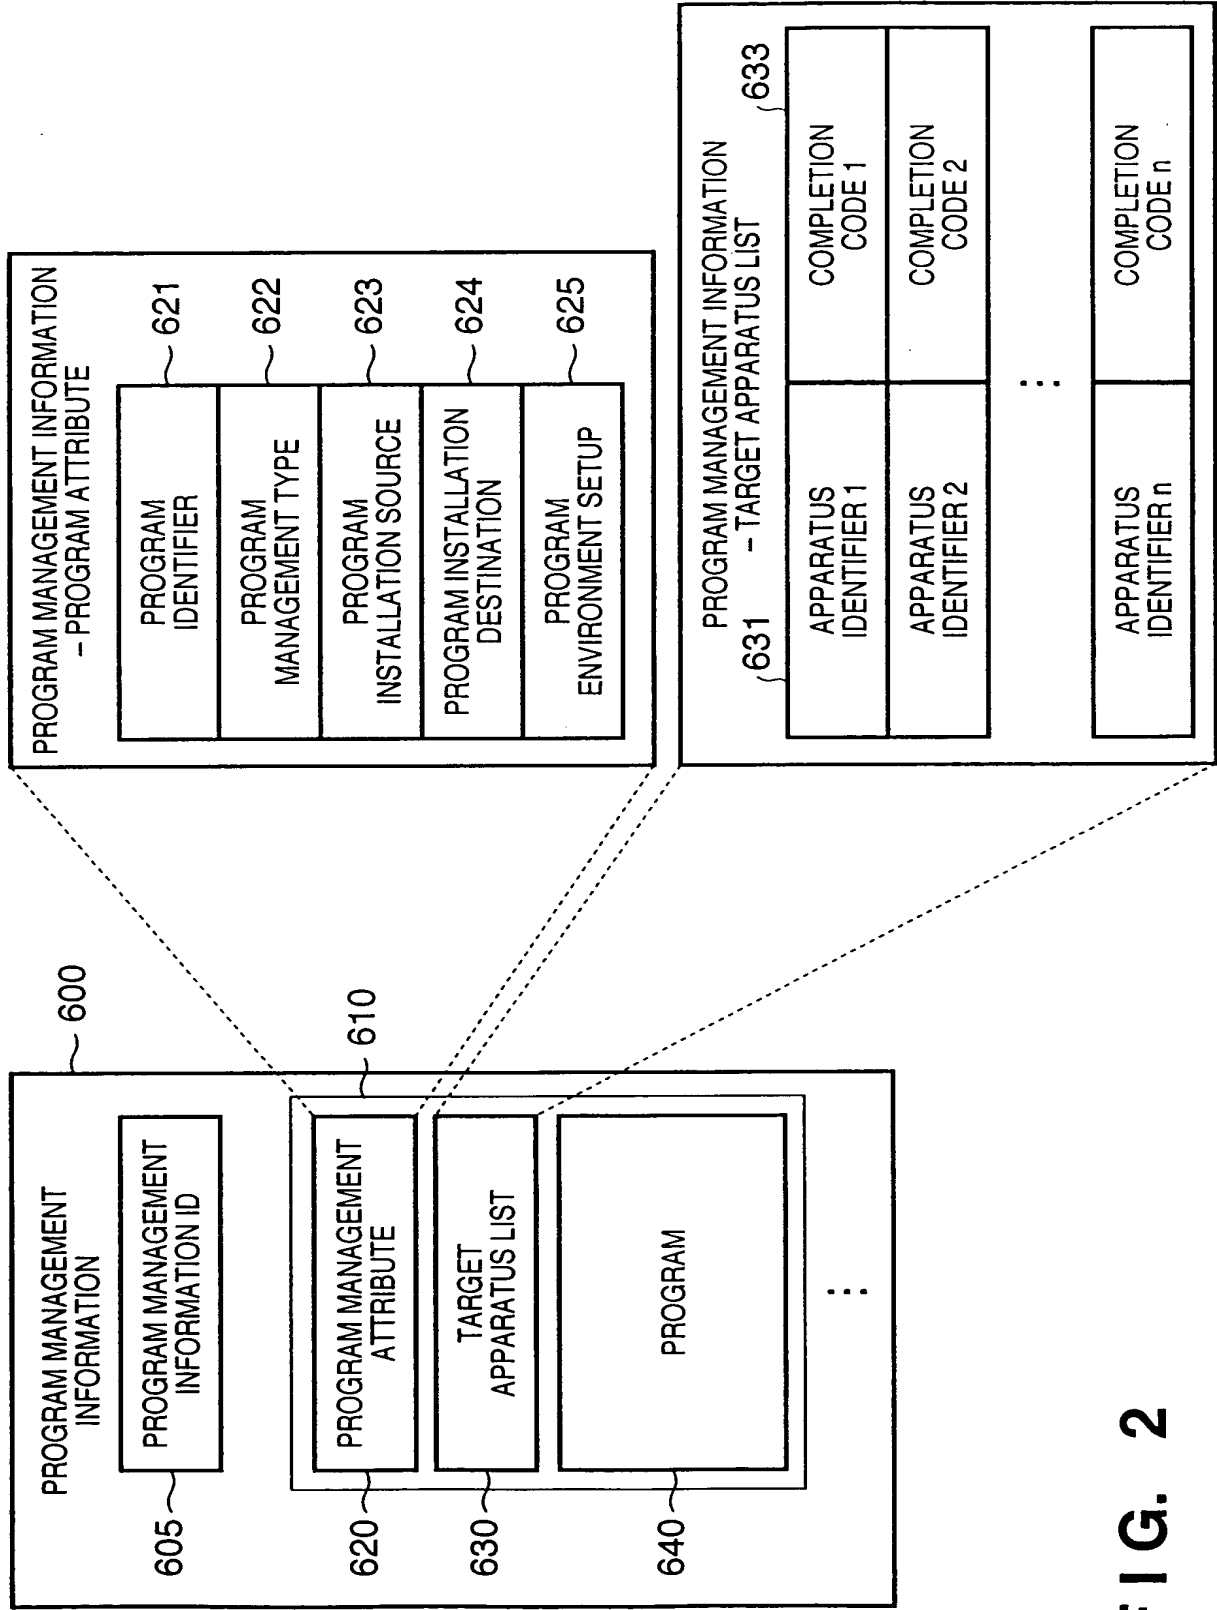 PROGRAM MANAGEMENT
INFORMATION
600
605
PROGRAM MANAGEMENT
INFORMATION ID
610
620
PROGRAM MANAGEMENT
ATTRIBUTE
630
TARGET
APPARATUS LIST
640
PROGRAM
⋮
PROGRAM MANAGEMENT INFORMATION
– PROGRAM ATTRIBUTE
PROGRAM
IDENTIFIER
621
PROGRAM
MANAGEMENT TYPE
622
PROGRAM
INSTALLATION SOURCE
623
PROGRAM INSTALLATION
DESTINATION
624
PROGRAM
ENVIRONMENT SETUP
625
PROGRAM MANAGEMENT INFORMATION
– TARGET APPARATUS LIST
631
633
APPARATUS
IDENTIFIER 1
COMPLETION
CODE 1
APPARATUS
IDENTIFIER 2
COMPLETION
CODE 2
⋮
APPARATUS
IDENTIFIER n
COMPLETION
CODE n
FIG. 2